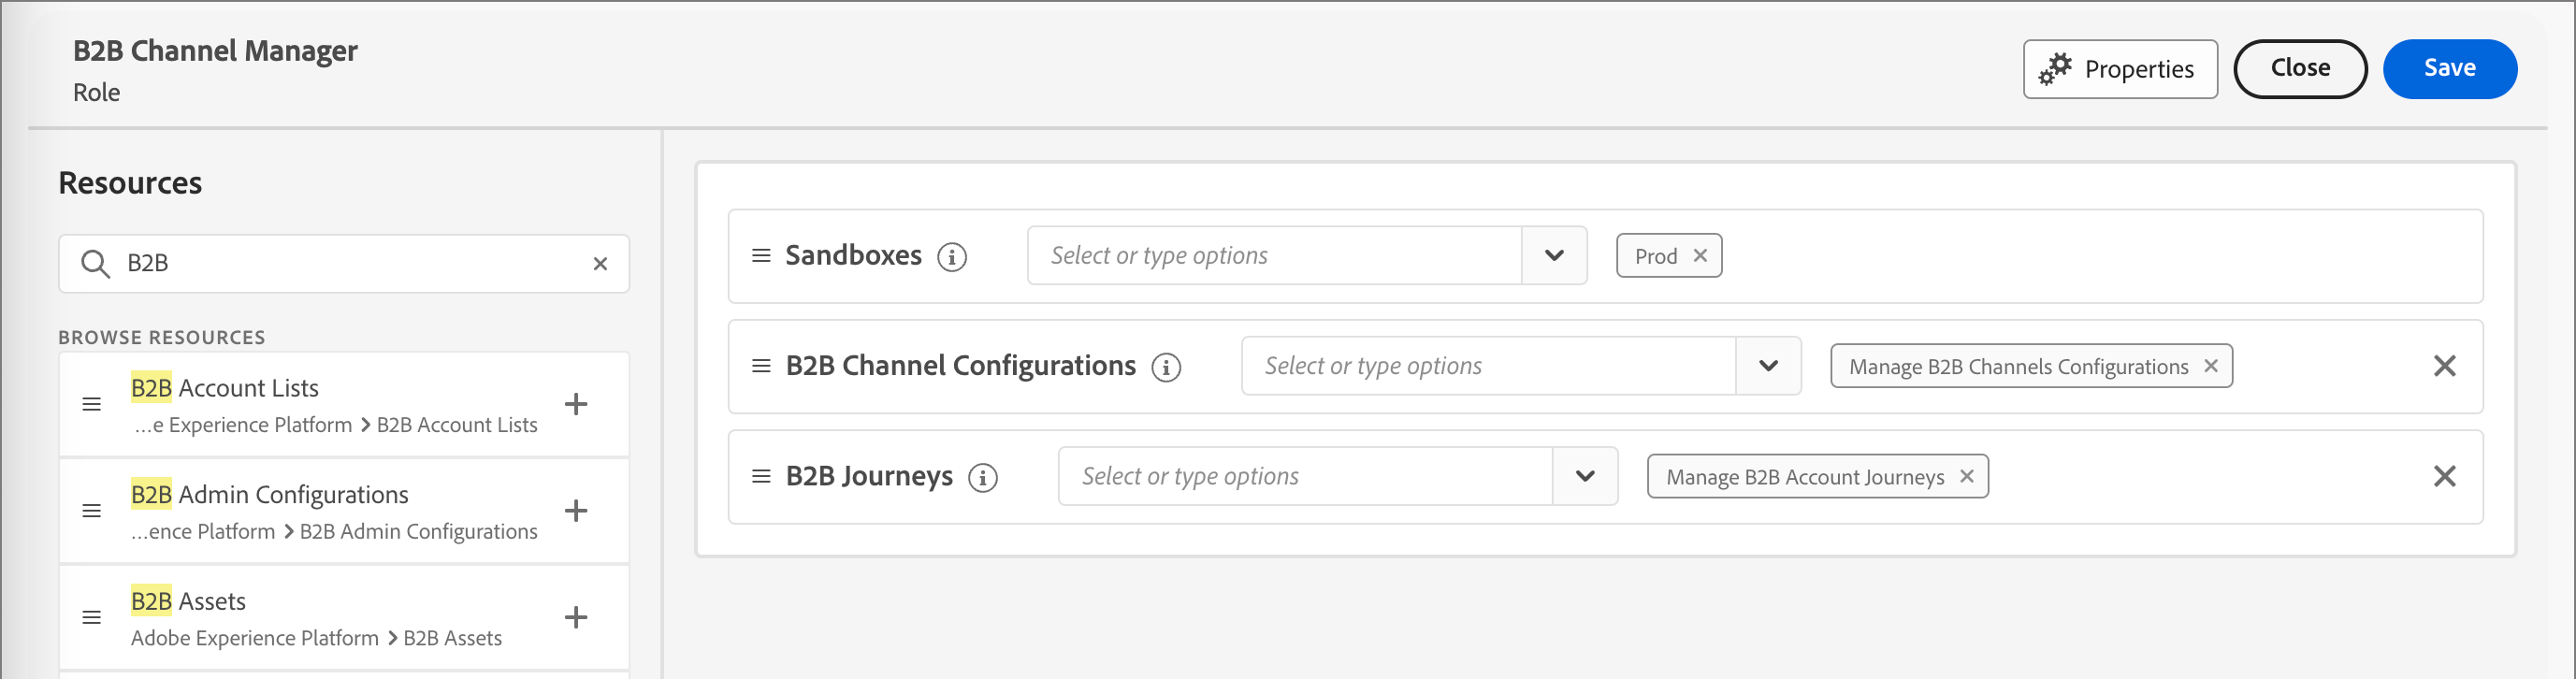 B2B Channel Manager
Role
Properties
Close
Save
Resources
B2B
BROWSE RESOURCES
B2B Account Lists
...e Experience Platform > B2B Account Lists
B2B Admin Configurations
...ence Platform > B2B Admin Configurations
B2B Assets
Adobe Experience Platform > B2B Assets
Sandboxes Select or type options Prod
B2B Channel Configurations Select or type options Manage B2B Channels Configurations
B2B Journeys Select or type options Manage B2B Account Journeys